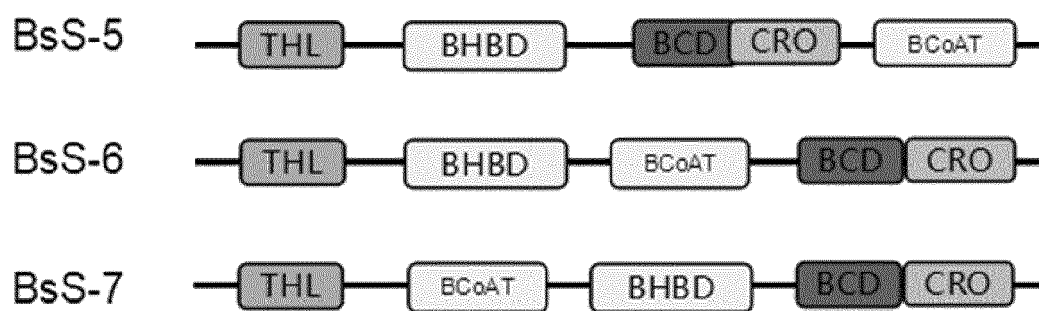 BsS-5 THL BHBD BCD CRO BCoAT
BsS-6 THL BHBD BCoAT BCD CRO
BsS-7 THL BCoAT BHBD BCD CRO